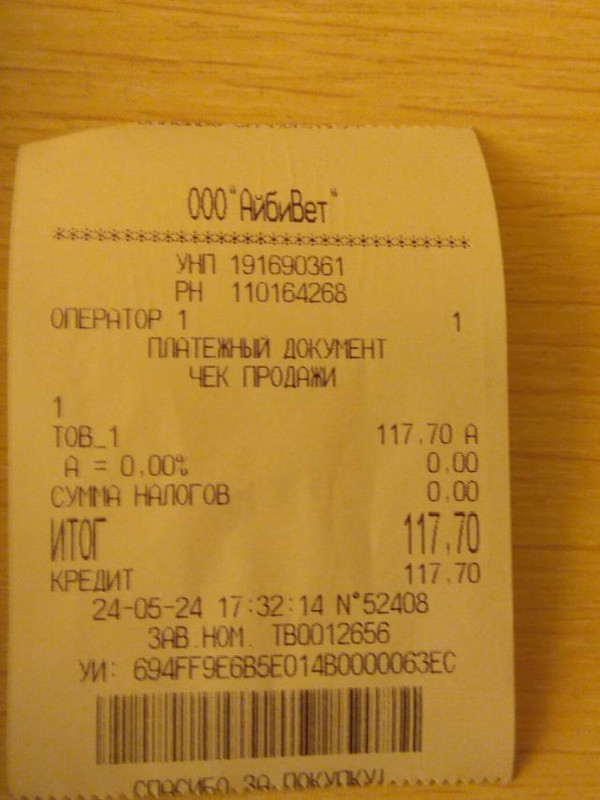 ООО "АйбиВет"
******************************************
УНП 191690361
РН 110164268
ОПЕРАТОР 1 1
ПЛАТЕЖНЫЙ ДОКУМЕНТ
ЧЕК ПРОДАЖИ
1
ТОВ_1 117,70 А
А = 0,00% 0,00
СУММА НАЛОГОВ 0,00
ИТОГ 117,70
КРЕДИТ 117,70
24-05-24 17:32:14 N°52408
ЗАВ.НОМ. ТВ0012656
УИ: 694FF9E6B5E014B0000063EC
СПАСИБО ЗА ПОКУПКУ!